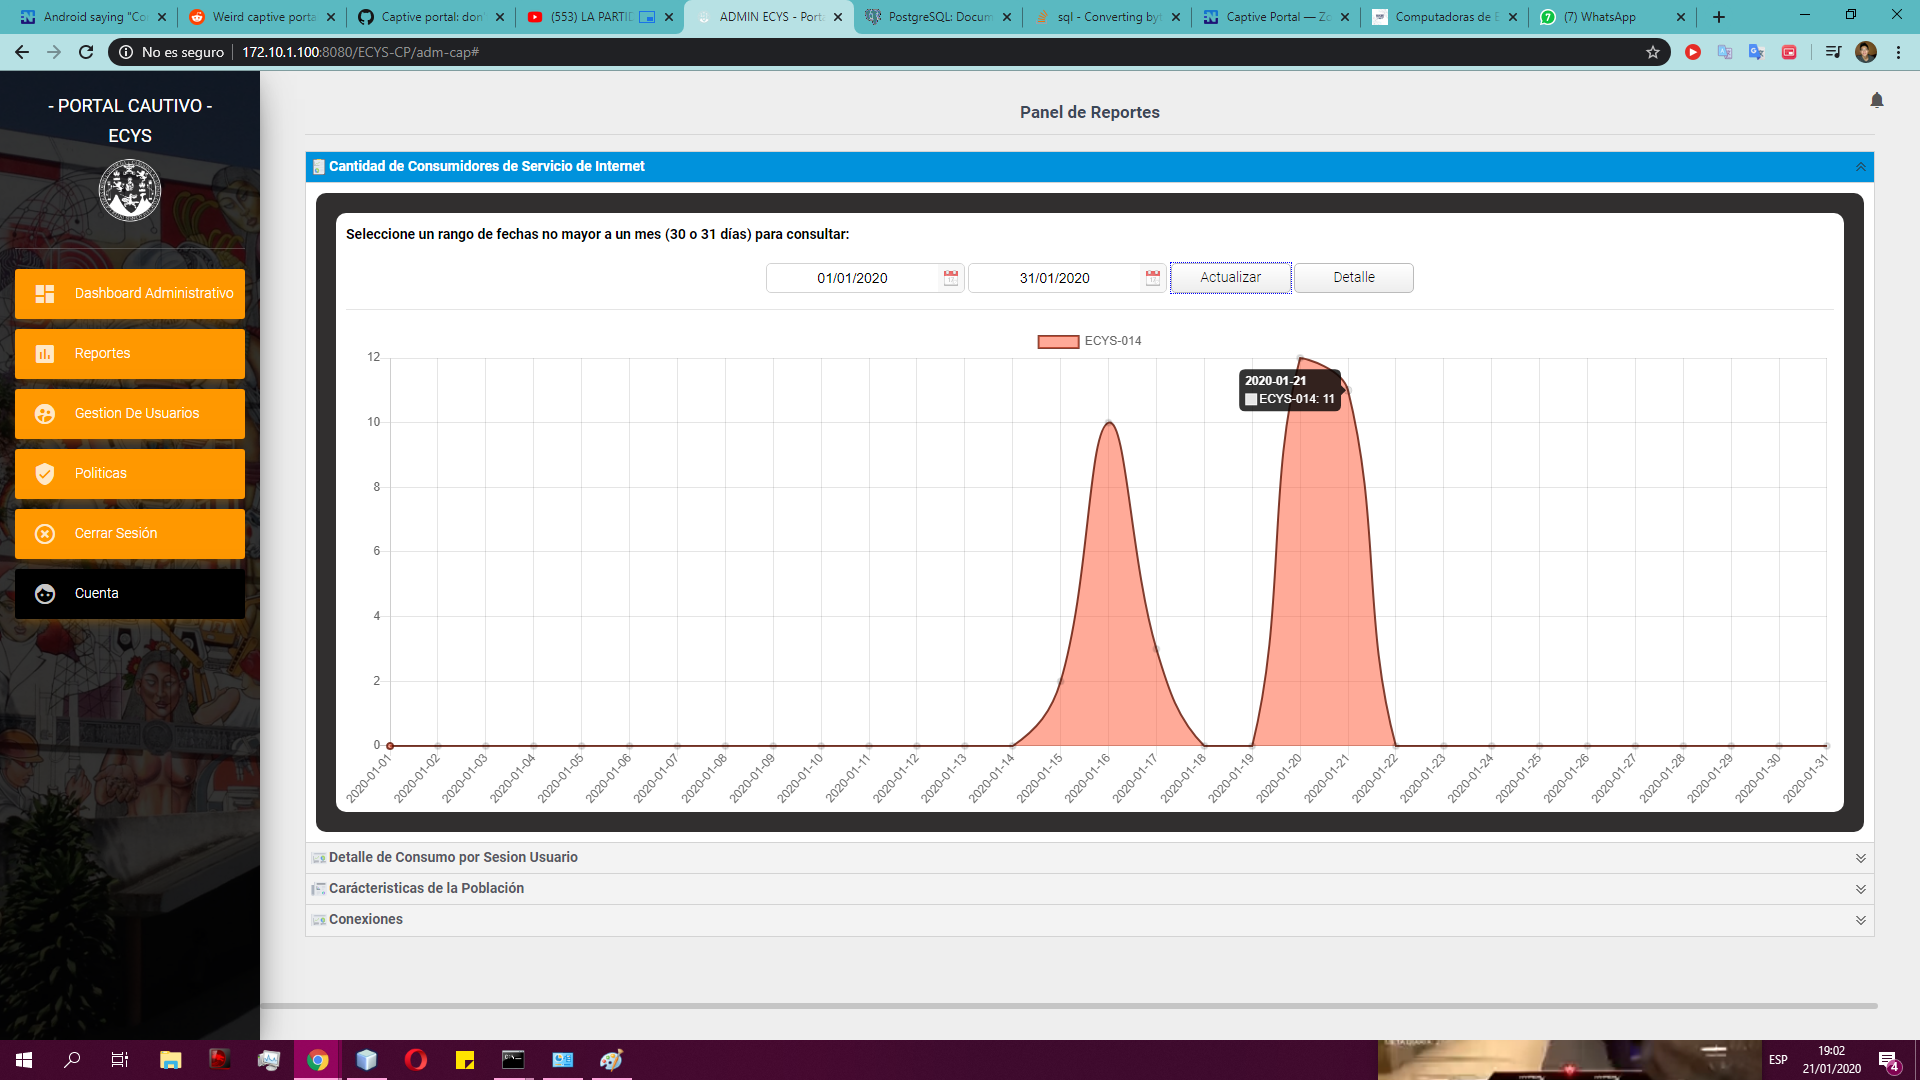 Android saying "Co
Weird captive porta
Captive portal: don'
(553) LA PARTID
ADMIN ECYS - Port
PostgreSQL: Docum
sql - Converting byt
Captive Portal — Ze
Computadoras de E
(7) WhatsApp
No es seguro
172.10.1.100:8080/ECYS-CP/adm-cap#
- PORTAL CAUTIVO -
ECYS
Dashboard Administrativo
Reportes
Gestion De Usuarios
Politicas
Cerrar Sesión
Cuenta
Panel de Reportes
Cantidad de Consumidores de Servicio de Internet
Seleccione un rango de fechas no mayor a un mes (30 o 31 días) para consultar:
01/01/2020
31/01/2020
Actualizar
Detalle
ECYS-014
12
10
8
6
4
2
0
2020-01-21
ECYS-014: 11
2020-01-01
2020-01-02
2020-01-03
2020-01-04
2020-01-05
2020-01-06
2020-01-07
2020-01-08
2020-01-09
2020-01-10
2020-01-11
2020-01-12
2020-01-13
2020-01-14
2020-01-15
2020-01-16
2020-01-17
2020-01-18
2020-01-19
2020-01-20
2020-01-21
2020-01-22
2020-01-23
2020-01-24
2020-01-25
2020-01-26
2020-01-27
2020-01-28
2020-01-29
2020-01-30
2020-01-31
Detalle de Consumo por Sesion Usuario
Carácteristicas de la Población
Conexiones
ESP
19:02
21/01/2020
4